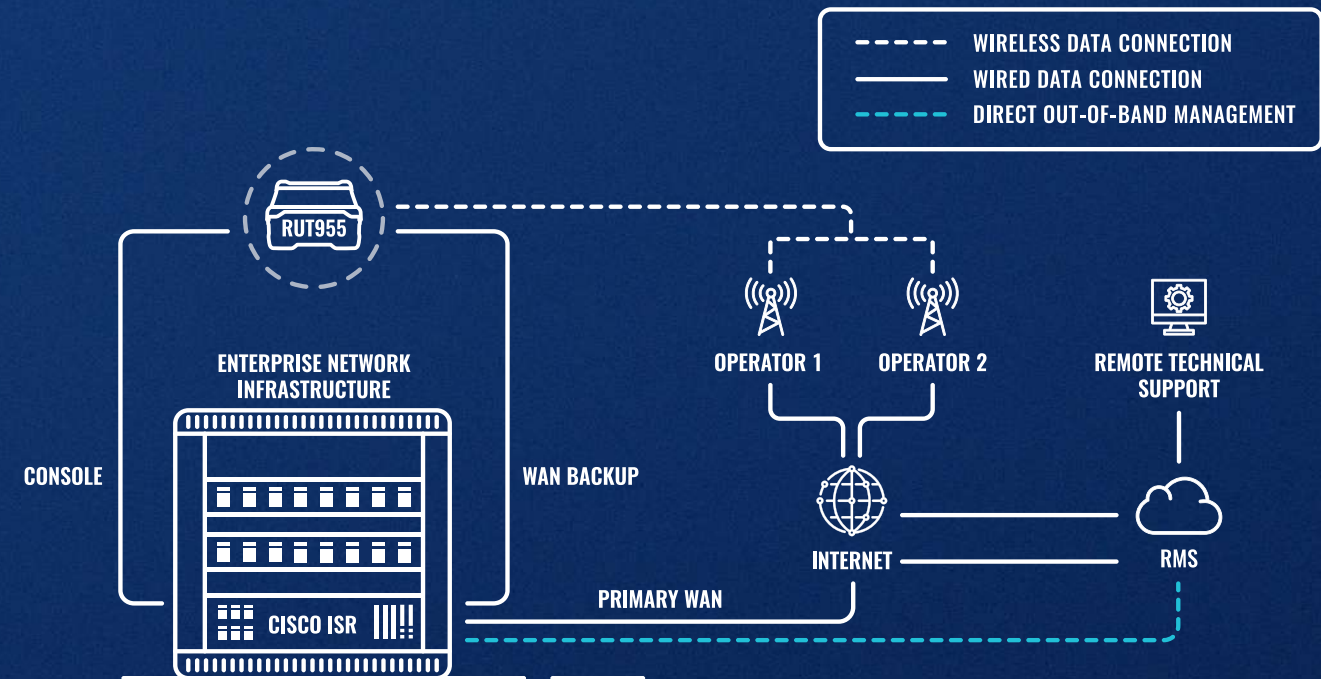 WIRELESS DATA CONNECTION
WIRED DATA CONNECTION
DIRECT OUT-OF-BAND MANAGEMENT
RUT955
OPERATOR 1
OPERATOR 2
REMOTE TECHNICAL
SUPPORT
ENTERPRISE NETWORK
INFRASTRUCTURE
CONSOLE
WAN BACKUP
INTERNET
RMS
PRIMARY WAN
CISCO ISR